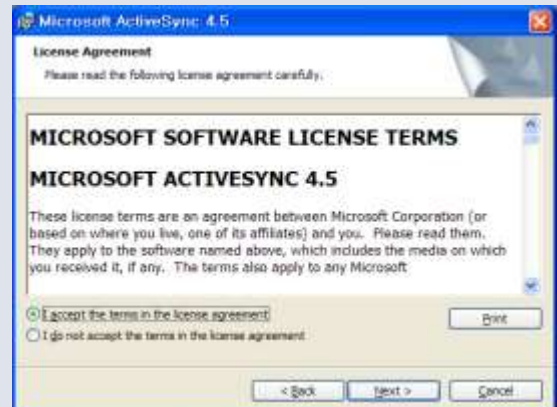 Microsoft ActiveSync 4.5
License Agreement
Please read the following license agreement carefully.
MICROSOFT SOFTWARE LICENSE TERMS
MICROSOFT ACTIVESYNC 4.5
These license terms are an agreement between Microsoft Corporation (or
based on where you live, one of its affiliates) and you. Please read them.
They apply to the software named above, which includes the media on which
you received it, if any. The terms also apply to any Microsoft
I accept the terms in the license agreement
I do not accept the terms in the license agreement
Print
< Back
Next >
Cancel